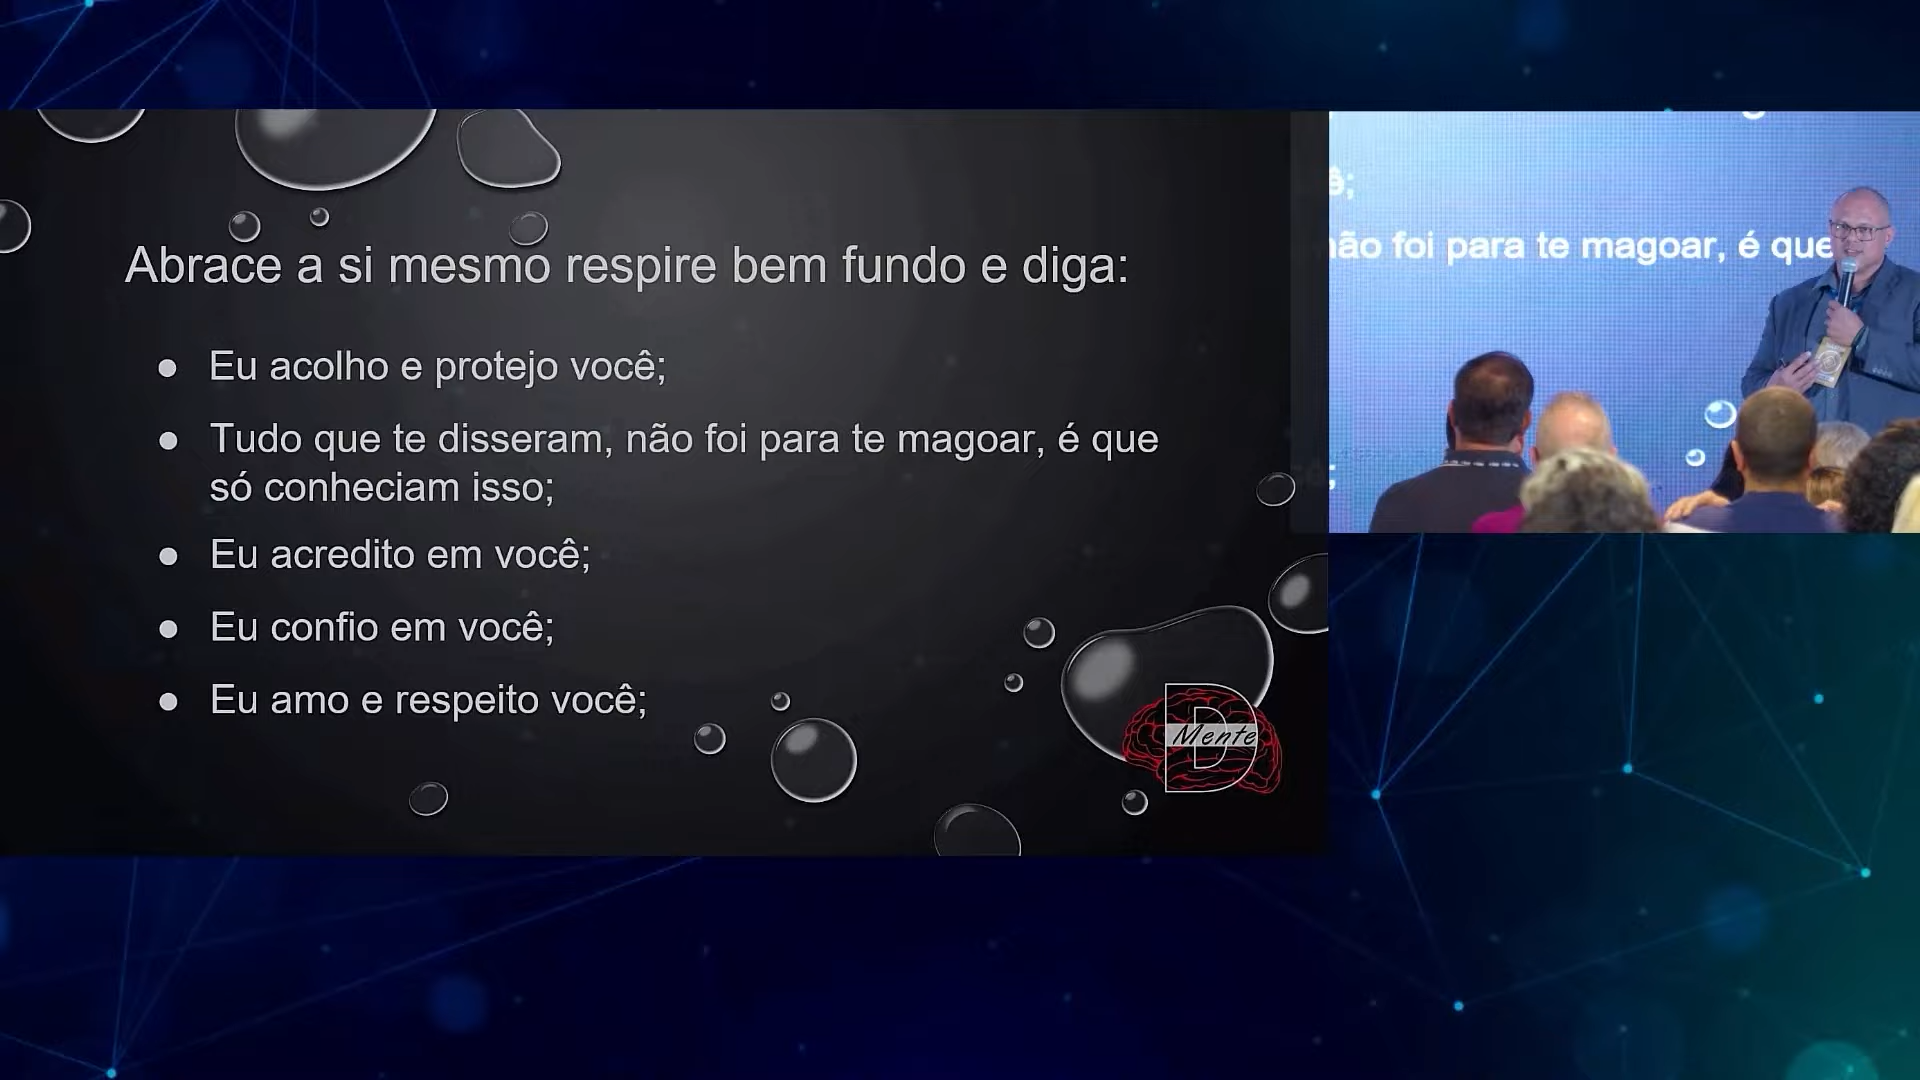 Abrace a si mesmo respire bem fundo e diga:
● Eu acolho e protejo você;
● Tudo que te disseram, não foi para te magoar, é que
só conheciam isso;
● Eu acredito em você;
● Eu confio em você;
● Eu amo e respeito você;
D
Mente
ê;
não foi para te magoar, é que